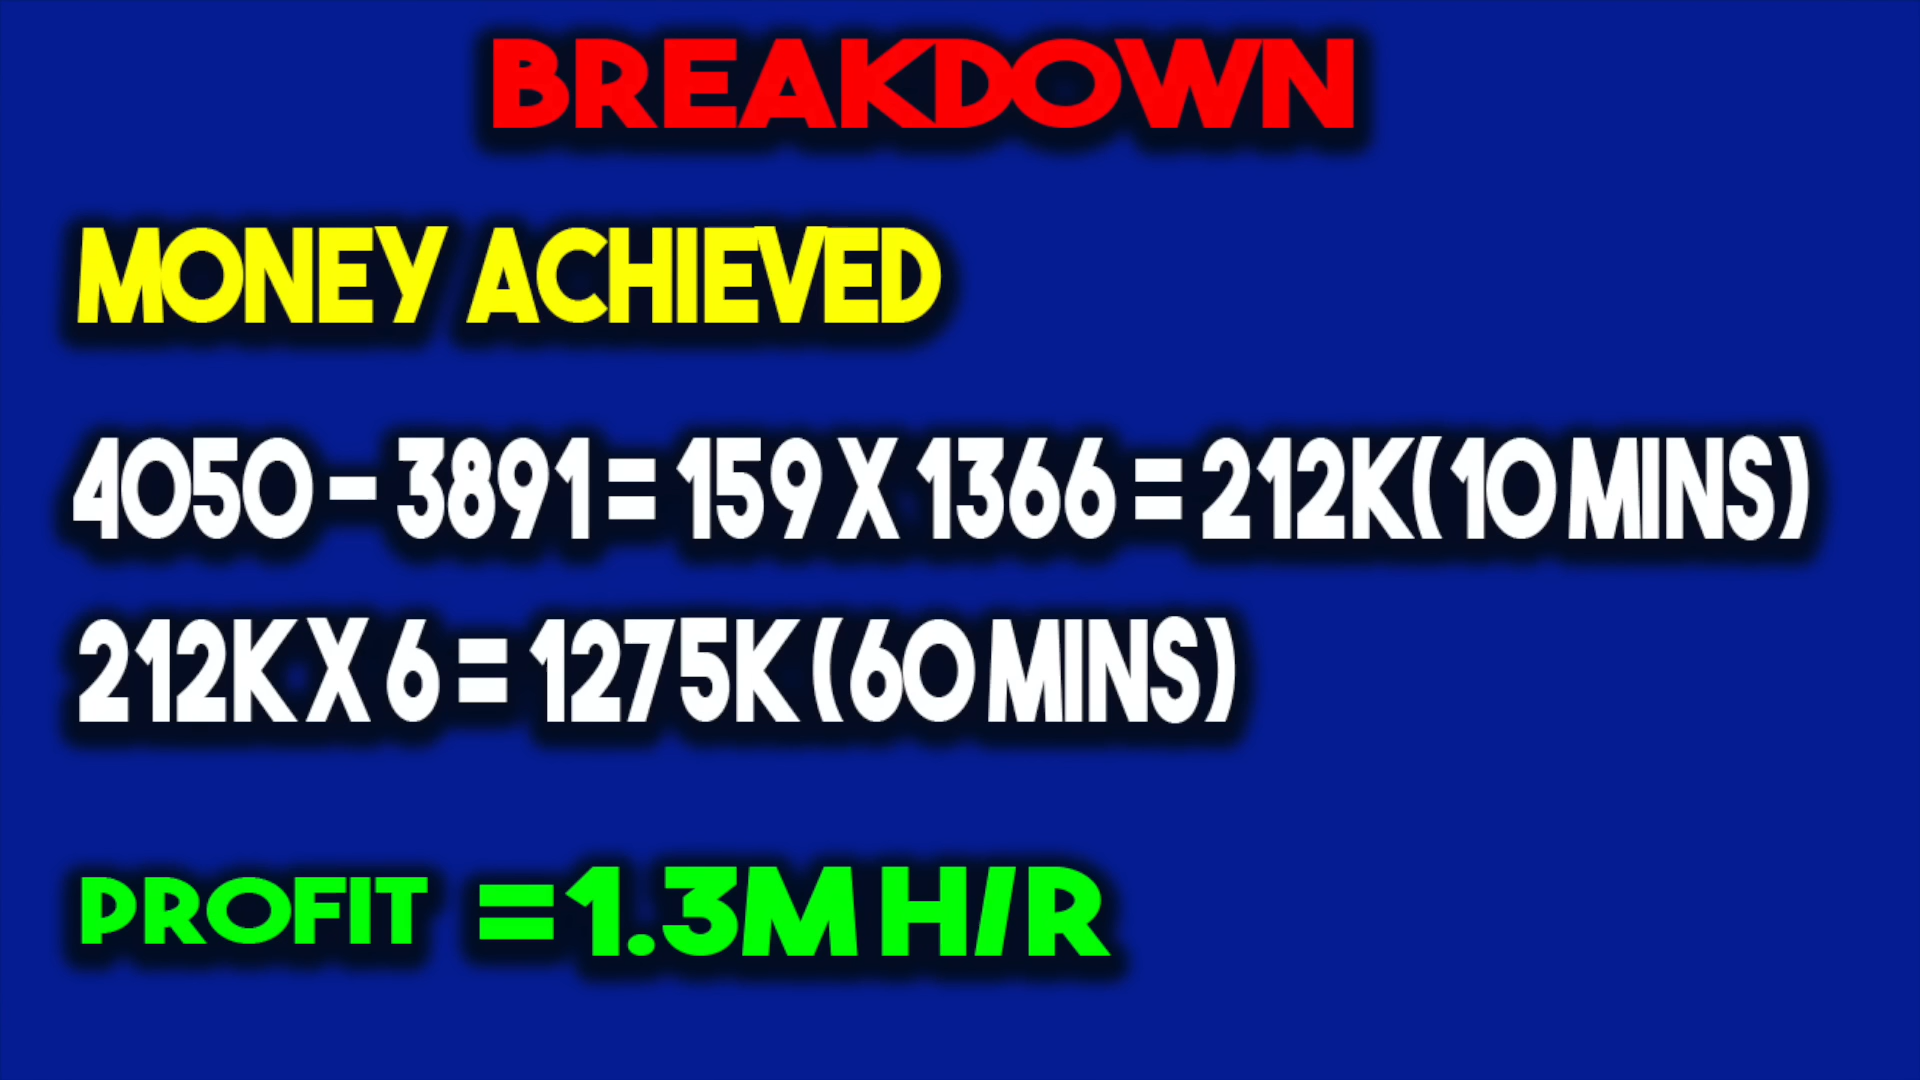 BREAKDOWN
MONEY ACHIEVED
4050 - 3891 = 159 X 1366 = 212K(10 MINS)
212K X 6 = 1275K (60 MINS)
PROFIT =1.3M H/R